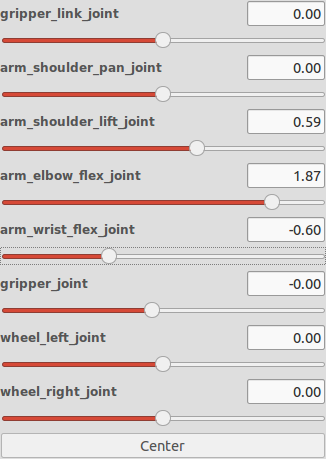 gripper_link_joint 0.00
arm_shoulder_pan_joint 0.00
arm_shoulder_lift_joint 0.59
arm_elbow_flex_joint 1.87
arm_wrist_flex_joint -0.60
gripper_joint -0.00
wheel_left_joint 0.00
wheel_right_joint 0.00
Center